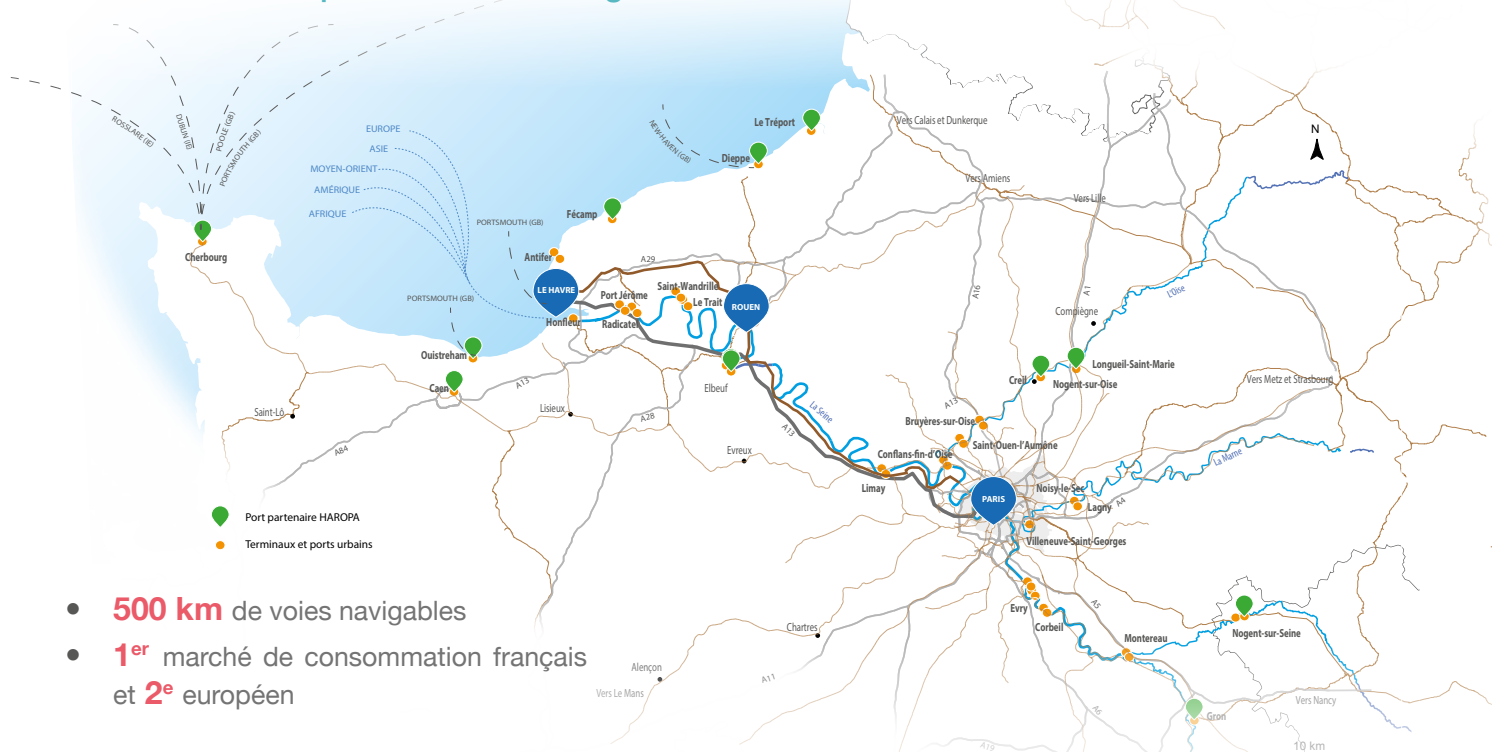 ROSSLARE (IE)
DUBLIN (IE)
POOLE (GB)
PORTSMOUTH (GB)
EUROPE
ASIE
MOYEN-ORIENT
AMÉRIQUE
AFRIQUE
NEW-HAVEN (GB)
Le Tréport
Dieppe
Fécamp
PORTSMOUTH (GB)
Antifer
Cherbourg
PORTSMOUTH (GB)
LE HAVRE
Honfleur
A29
Port Jérôme
Radicatel
Saint-Wandrille
Le Trait
ROUEN
Ouistreham
Caen
A13
Saint-Lô
A84
Lisieux
A28
Elbeuf
Evreux
A13
La Seine
Vers Calais et Dunkerque
Vers Amiens
Vers Lille
N
A16
A1
L'Oise
Compiègne
Longueil-Sainte-Marie
Creil
Nogent-sur-Oise
Vers Metz et Strasbourg
A13
Bruyères-sur-Oise
Saint-Ouen-l'Aumône
Conflans-fin-d'Oise
Limay
PARIS
Noisy-le-Sec
Lagny
A4
La Marne
Villeneuve-Saint-Georges
Evry
Corbeil
A5
Montereau
Nogent-sur-Seine
Gron
Vers Nancy
A6
A19
10 km
Chartres
A11
Alençon
Vers Le Mans
Port partenaire HAROPA
Terminaux et ports urbains
• 500 km de voies navigables
• 1er marché de consommation français
et 2e européen